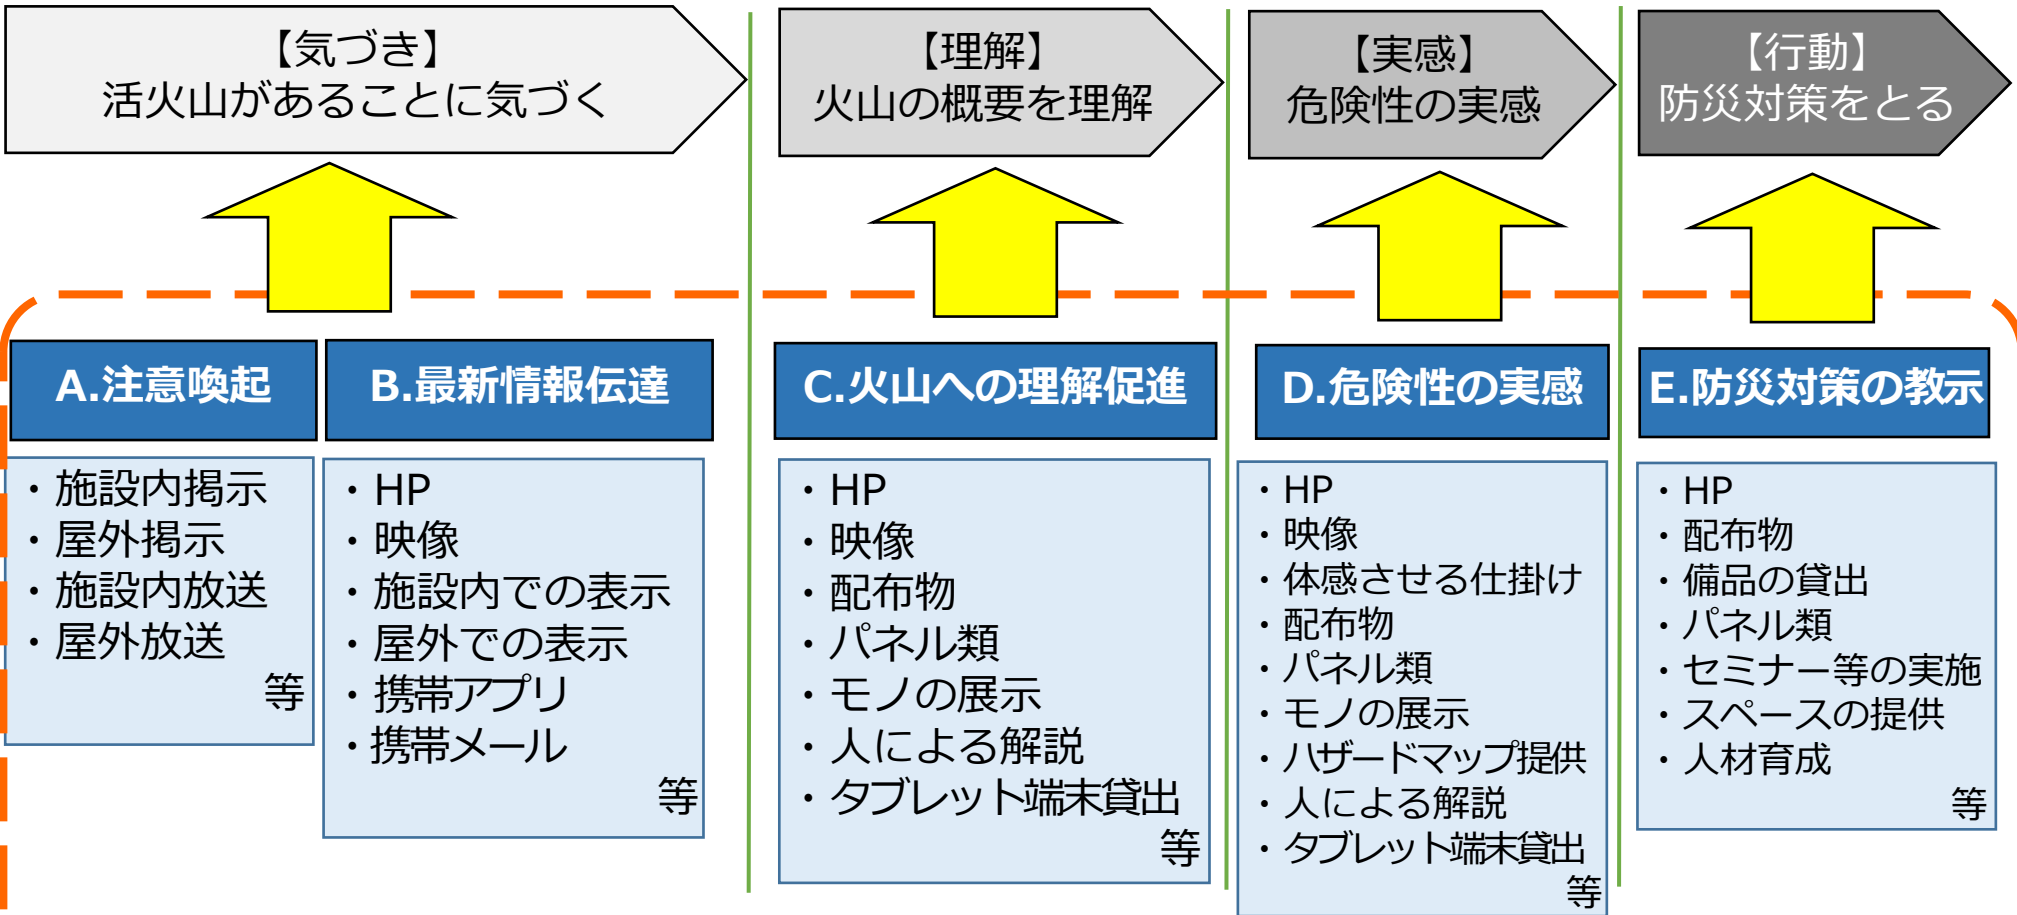 【気づき】
活火山があることに気づく
【理解】
火山の概要を理解
【実感】
危険性の実感
【行動】
防災対策をとる
A.注意喚起
・施設内掲示
・屋外掲示
・施設内放送
・屋外放送
等
B.最新情報伝達
・HP
・映像
・施設内での表示
・屋外での表示
・携帯アプリ
・携帯メール
等
C.火山への理解促進
・HP
・映像
・配布物
・パネル類
・モノの展示
・人による解説
・タブレット端末貸出
等
D.危険性の実感
・HP
・映像
・体感させる仕掛け
・配布物
・パネル類
・モノの展示
・ハザードマップ提供
・人による解説
・タブレット端末貸出
等
E.防災対策の教示
・HP
・配布物
・備品の貸出
・パネル類
・セミナー等の実施
・スペースの提供
・人材育成
等